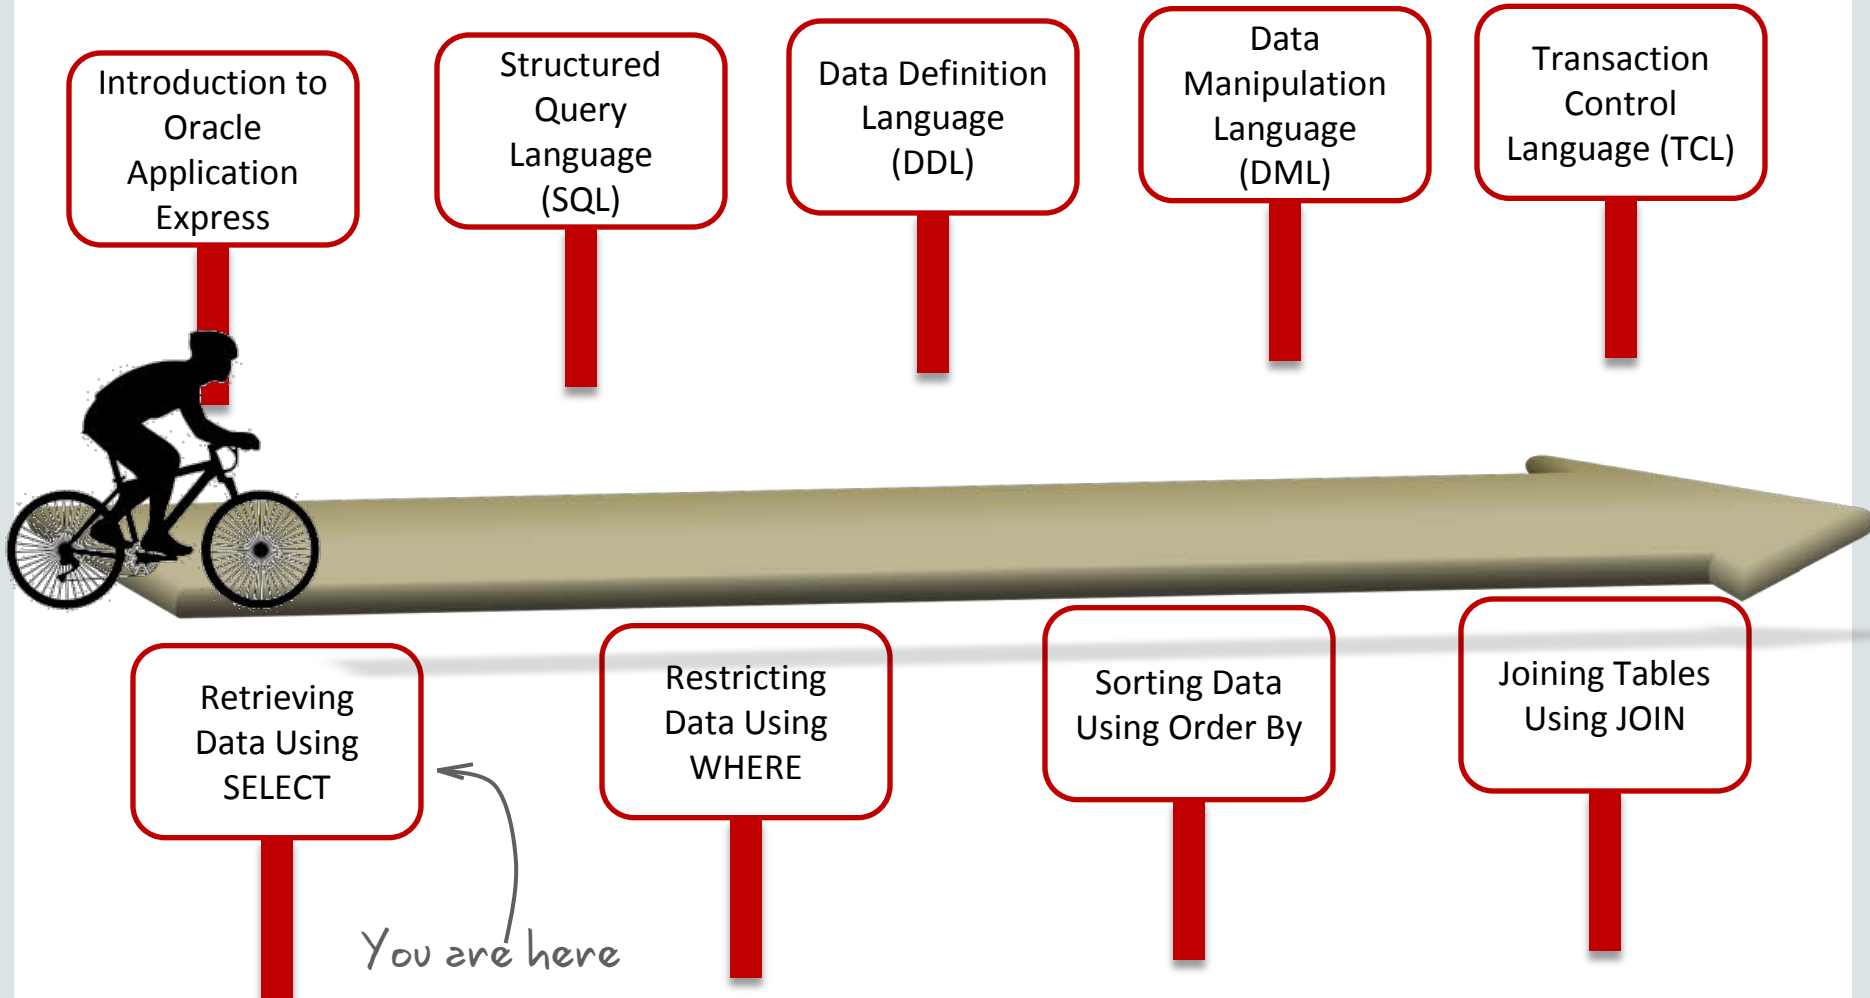 Introduction to
Oracle
Application
Express
Structured
Query
Language
(SQL)
Data Definition
Language
(DDL)
Data
Manipulation
Language
(DML)
Transaction
Control
Language (TCL)
Retrieving
Data Using
SELECT
Restricting
Data Using
WHERE
Sorting Data
Using Order By
Joining Tables
Using JOIN
You are here